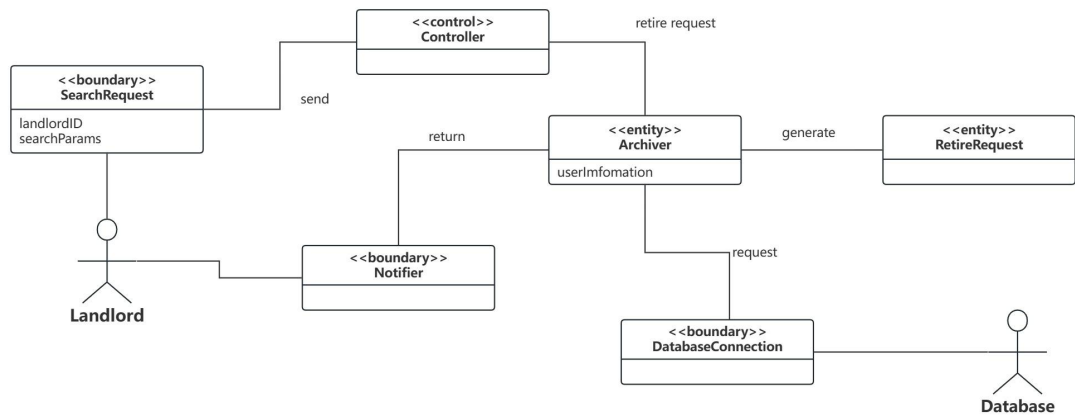 <<control>>
Controller
retire request
<<boundary>>
SearchRequest
landlordID
searchParams
send
<<entity>>
Archiver
userImfomation
generate
<<entity>>
RetireRequest
return
<<boundary>>
Notifier
request
Landlord
<<boundary>>
DatabaseConnection
Database